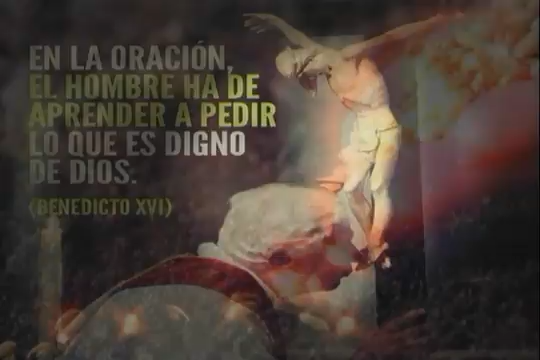 EN LA ORACIÓN,
EL HOMBRE HA DE
APRENDER A PEDIR
LO QUE ES DIGNO
DE DIOS.
(BENEDICTO XVI)